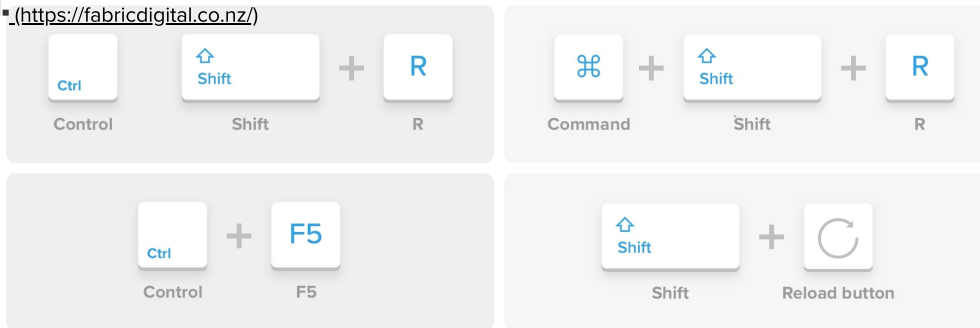 (https://fabricdigital.co.nz/)
Ctrl + Shift + R
Control Shift R
⌘ + Shift + R
Command Shift R
Ctrl + F5
Control F5
Shift +
Shift Reload button